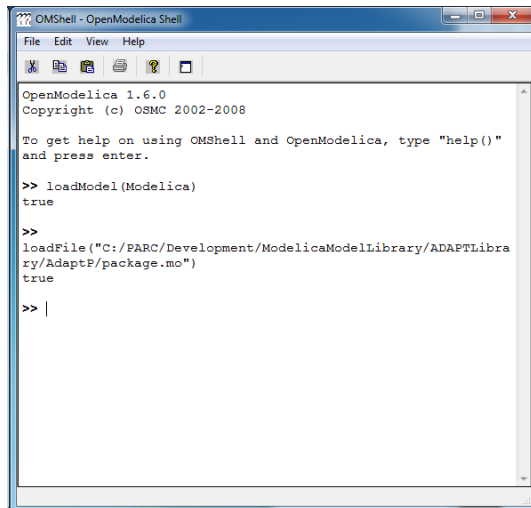 OMShell - OpenModelica Shell
File Edit View Help
OpenModelica 1.6.0
Copyright (c) OSMC 2002-2008
To get help on using OMShell and OpenModelica, type "help()"
and press enter.
>> loadModel(Modelica)
true
>>
loadFile("C:/PARC/Development/ModelicaModelLibrary/ADAPTLibra
ry/AdaptP/package.mo")
true
>>